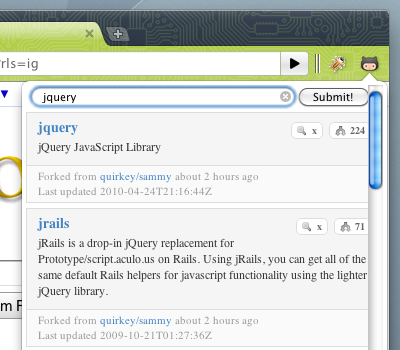 ?rls=ig
jquery
Submit!
jquery
x
224
jQuery JavaScript Library
Forked from quirkey/sammy about 2 hours ago
Last updated 2010-04-24T21:16:44Z
jrails
x
71
jRails is a drop-in jQuery replacement for
Prototype/script.aculo.us on Rails. Using jRails, you can get all of the
same default Rails helpers for javascript functionality using the lighter
jQuery library.
m F
Forked from quirkey/sammy about 2 hours ago
Last updated 2009-10-21T01:27:36Z